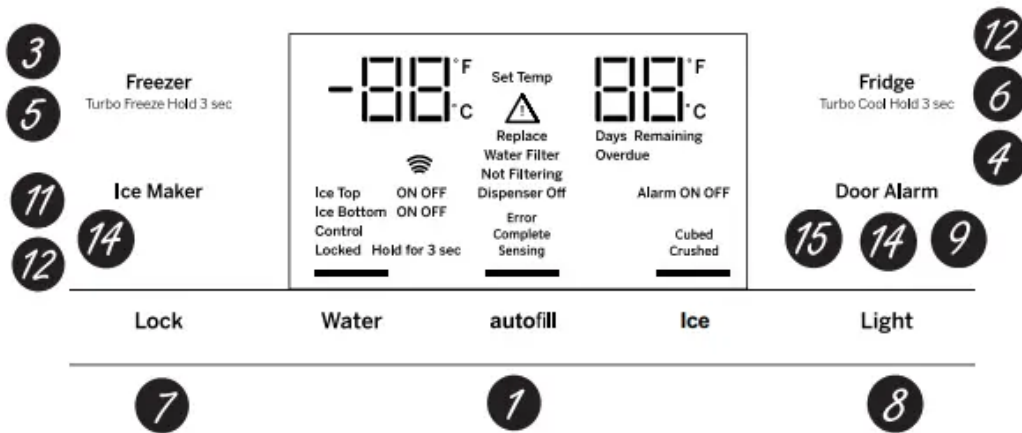 3
12
Freezer
Turbo Freeze Hold 3 sec
-88 °F °C
Set Temp
88 °F °C
Fridge
Turbo Cool Hold 3 sec
5
6
!
Replace
Water Filter
Not Filtering
Dispenser Off
Days Remaining
Overdue
4
11
Ice Maker
Ice Top ON OFF
Ice Bottom ON OFF
Control
Locked Hold for 3 sec
Error
Complete
Sensing
Alarm ON OFF
Cubed
Crushed
Door Alarm
14
12
15 14 9
Lock Water autofill Ice Light
7 1 8